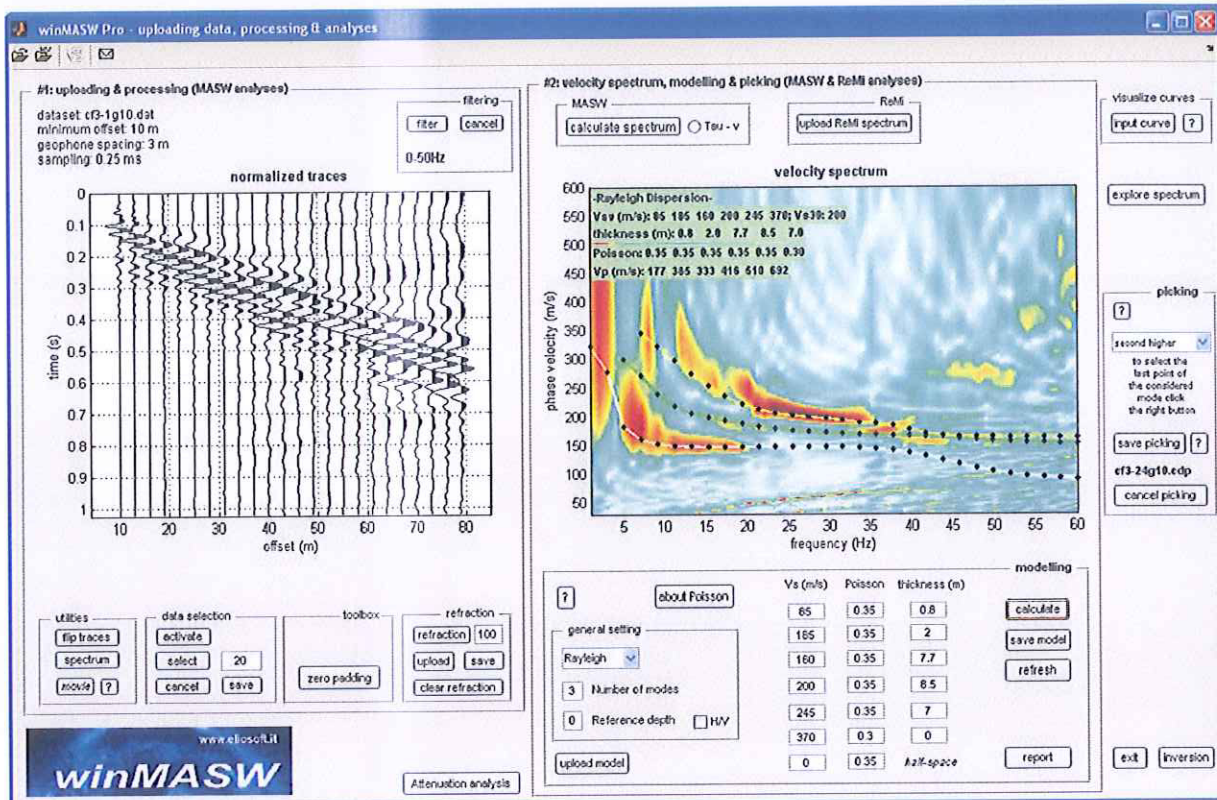 winMASW Pro - uploading data, processing & analyses
#1: uploading & processing (MASW analyses)
dataset: cf3-1g10.dat
minimum offset: 10 m
geophone spacing: 3 m
sampling: 0.25 ms
filtering
filter cancel
0-50Hz
normalized traces
0
0.1
0.2
0.3
0.4
0.5
0.6
0.7
0.8
0.9
1
time (s)
10 20 30 40 50 60 70 80
offset (m)
utilities
flip traces
spectrum
movie ?
data selection
activate
select 20
cancel save
toolbox
zero padding
refraction
refraction 100
upload save
clear refraction
www.eliosoft.it
winMASW
Attenuation analysis
#2: velocity spectrum, modelling & picking (MASW & ReMi analyses)
MASW
calculate spectrum Tau - v
ReMi
upload ReMi spectrum
velocity spectrum
-Rayleigh Dispersion-
Vsv (m/s): 85 185 160 200 245 370; Vs30: 200
thickness (m): 0.8 2.0 7.7 8.5 7.0
Poisson: 0.35 0.35 0.35 0.35 0.35 0.30
Vp (m/s): 177 385 333 416 510 692
600
550
500
450
400
350
300
250
200
150
100
50
phase velocity (m/s)
5 10 15 20 25 30 35 40 45 50 55 60
frequency (Hz)
modelling
? about Poisson
general setting
Rayleigh
3 Number of modes
0 Reference depth H/V
upload model
Vs (m/s) Poisson thickness (m)
85 0.35 0.8
185 0.35 2
160 0.35 7.7
200 0.35 8.5
245 0.35 7
370 0.3 0
0 0.35 half-space
calculate
save model
refresh
report
visualize curves
input curve ?
explore spectrum
picking
?
second higher
to select the
last point of
the considered
mode click
the right button
save picking ?
cf3-24g10.cdp
cancel picking
exit inversion